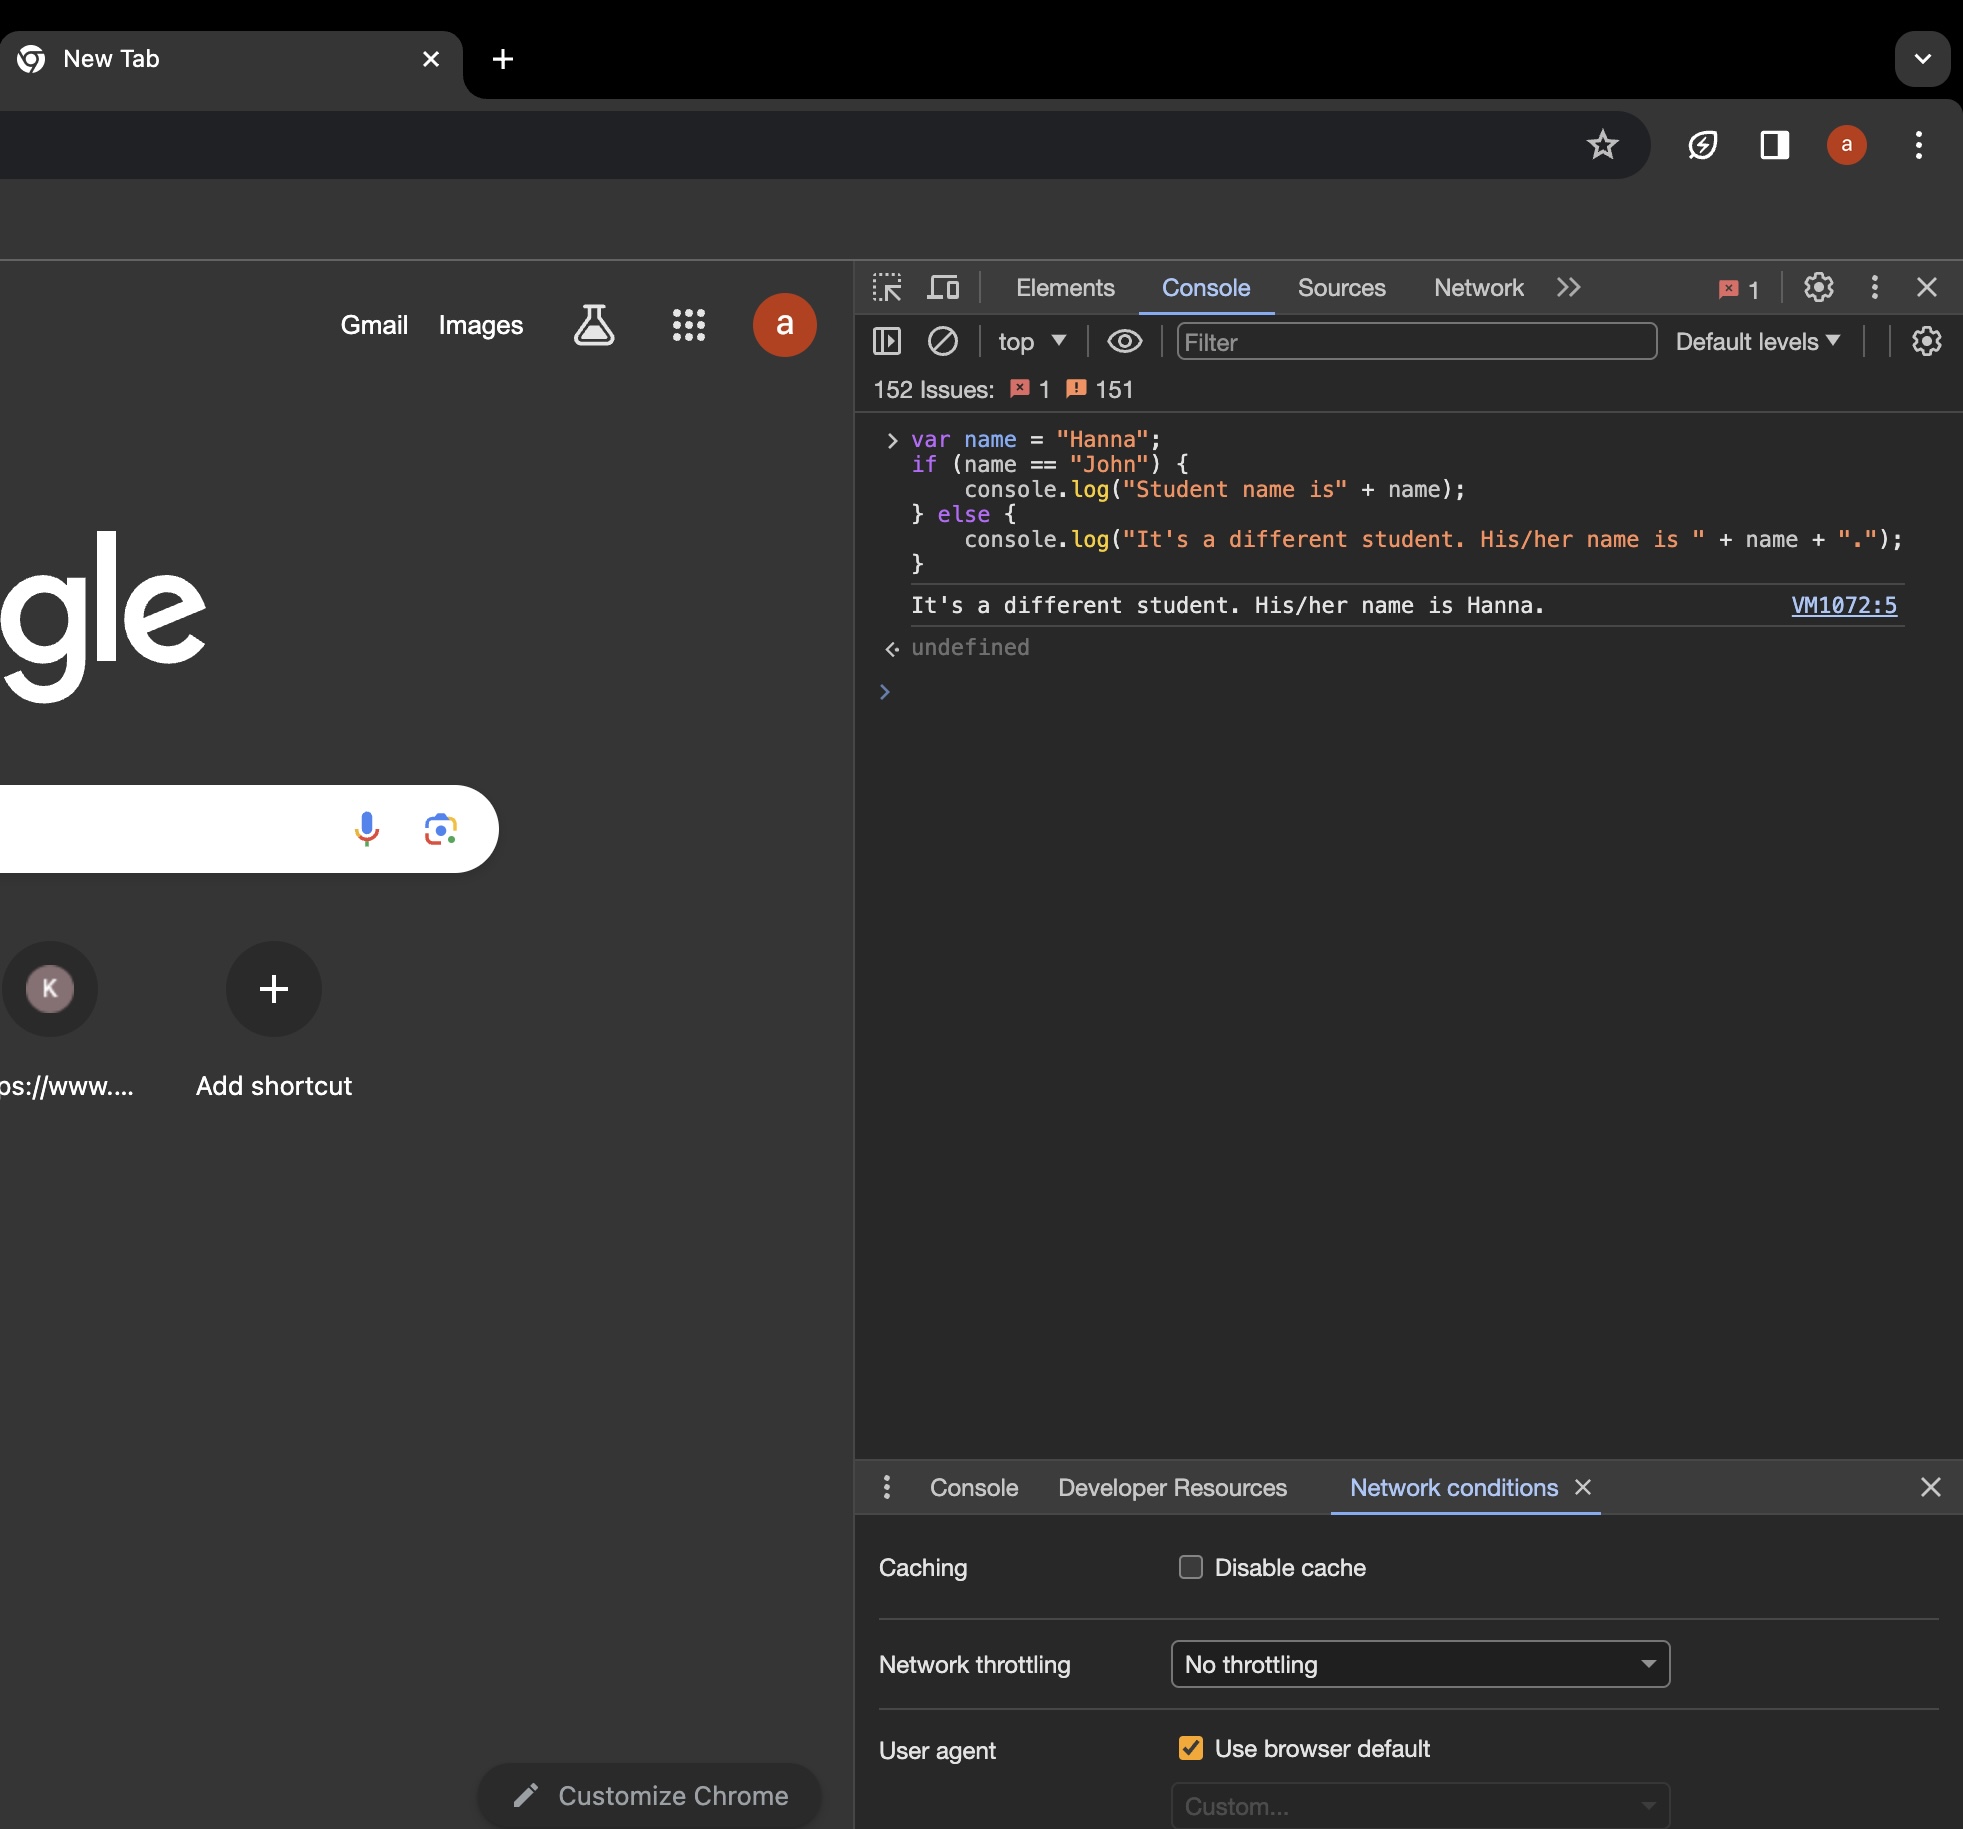 New Tab
a
Gmail Images a
Elements Console Sources Network 1
top Filter Default levels
152 Issues: 1 151
var name = "Hanna";
if (name == "John") {
    console.log("Student name is" + name);
} else {
    console.log("It's a different student. His/her name is " + name + ".");
}
It's a different student. His/her name is Hanna. VM1072:5
undefined
gle
K
ps://www.... Add shortcut
Console Developer Resources Network conditions
Caching Disable cache
Network throttling No throttling
User agent Use browser default
Customize Chrome
Custom...